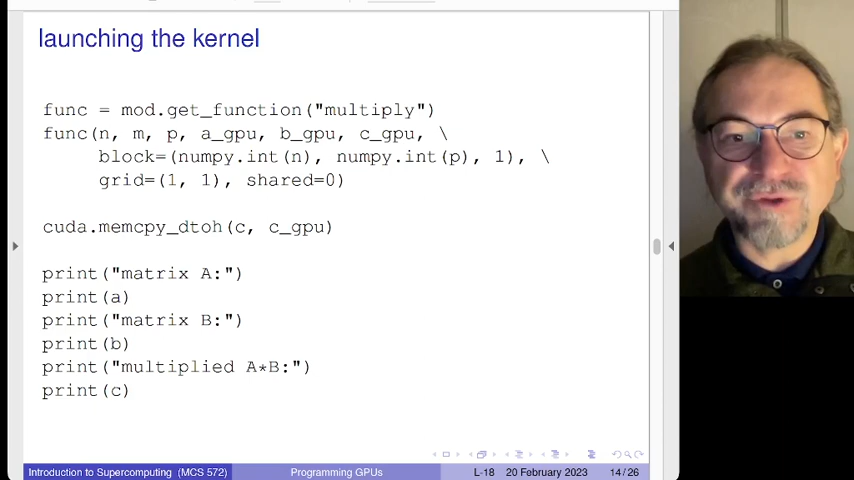 launching the kernel
func = mod.get_function("multiply")
func(n, m, p, a_gpu, b_gpu, c_gpu, \
block=(numpy.int(n), numpy.int(p), 1), \
grid=(1, 1), shared=0)
cuda.memcpy_dtoh(c, c_gpu)
print("matrix A:")
print(a)
print("matrix B:")
print(b)
print("multiplied A*B:")
print(c)
Introduction to Supercomputing (MCS 572) Programming GPUs L-18 20 February 2023 14 / 26